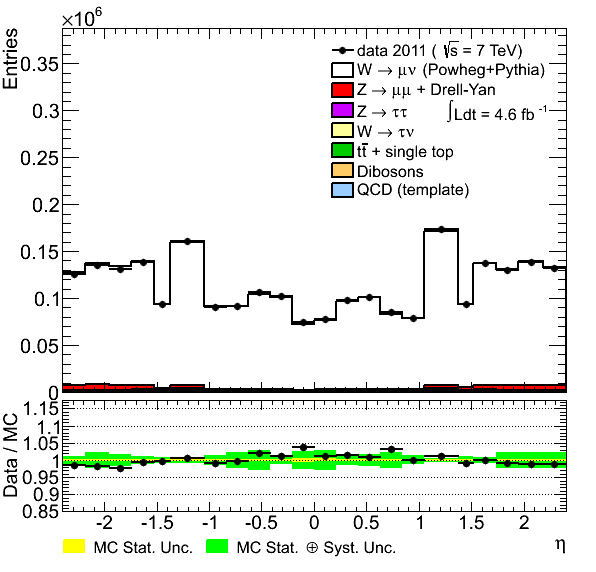 ×10⁶
Entries
0.35
0.3
0.25
0.2
0.15
0.1
0.05
0
data 2011 ( √s = 7 TeV)
W → μν (Powheg+Pythia)
Z → μμ + Drell-Yan
Z → ττ ∫Ldt = 4.6 fb⁻¹
W → τν
tt̅ + single top
Dibosons
QCD (template)
Data / MC
1.15
1.1
1.05
1
0.95
0.9
0.85
-2 -1.5 -1 -0.5 0 0.5 1 1.5 2
MC Stat. Unc. MC Stat. ⊕ Syst. Unc. η